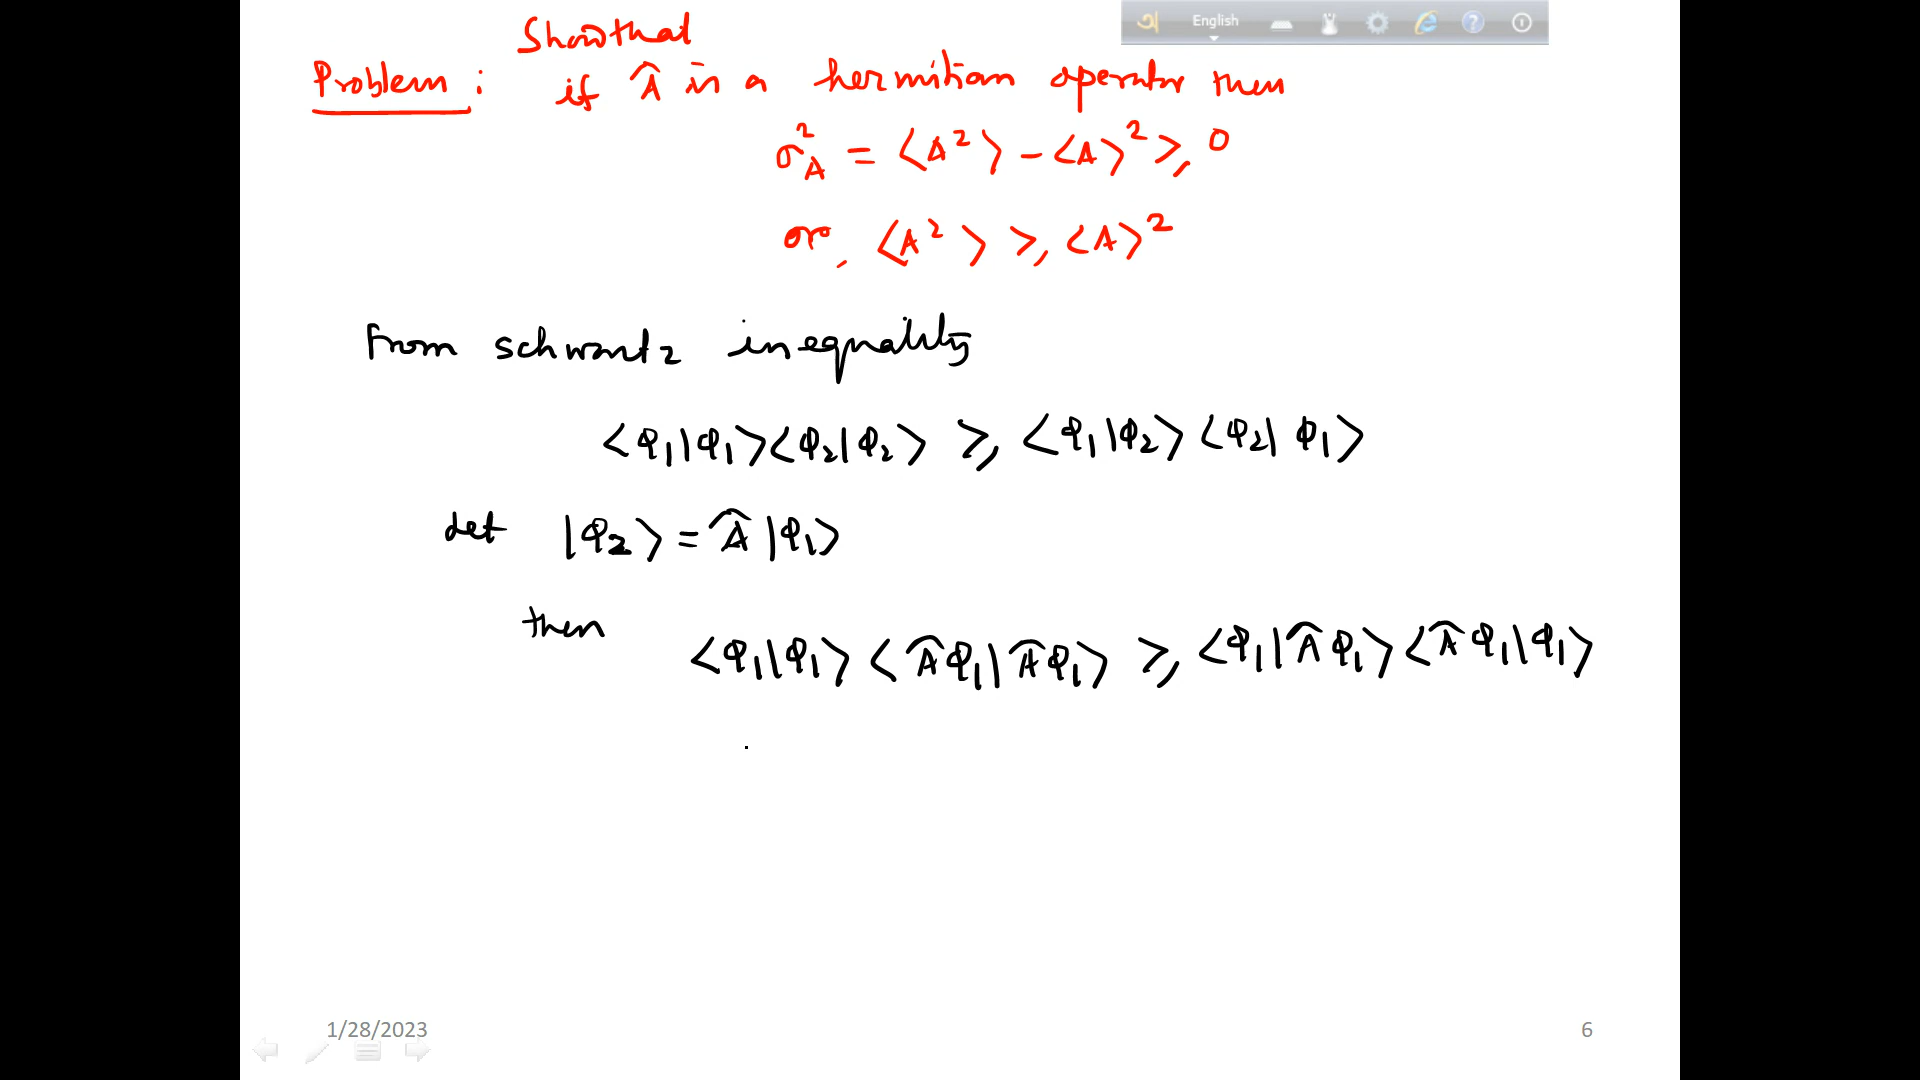 অ English
Show that
Problem : if Â is a hermitian operator then
σ_A² = ⟨A²⟩ - ⟨A⟩² ≥ 0
or, ⟨A²⟩ ≥ ⟨A⟩²
From schwartz inequality
⟨φ₁|φ₁⟩⟨φ₂|φ₂⟩ ≥ ⟨φ₁|φ₂⟩⟨φ₂|φ₁⟩
Let |φ₂⟩ = Â|φ₁⟩
then ⟨φ₁|φ₁⟩⟨Âφ₁|Âφ₁⟩ ≥ ⟨φ₁|Âφ₁⟩⟨Âφ₁|φ₁⟩
1/28/2023
6